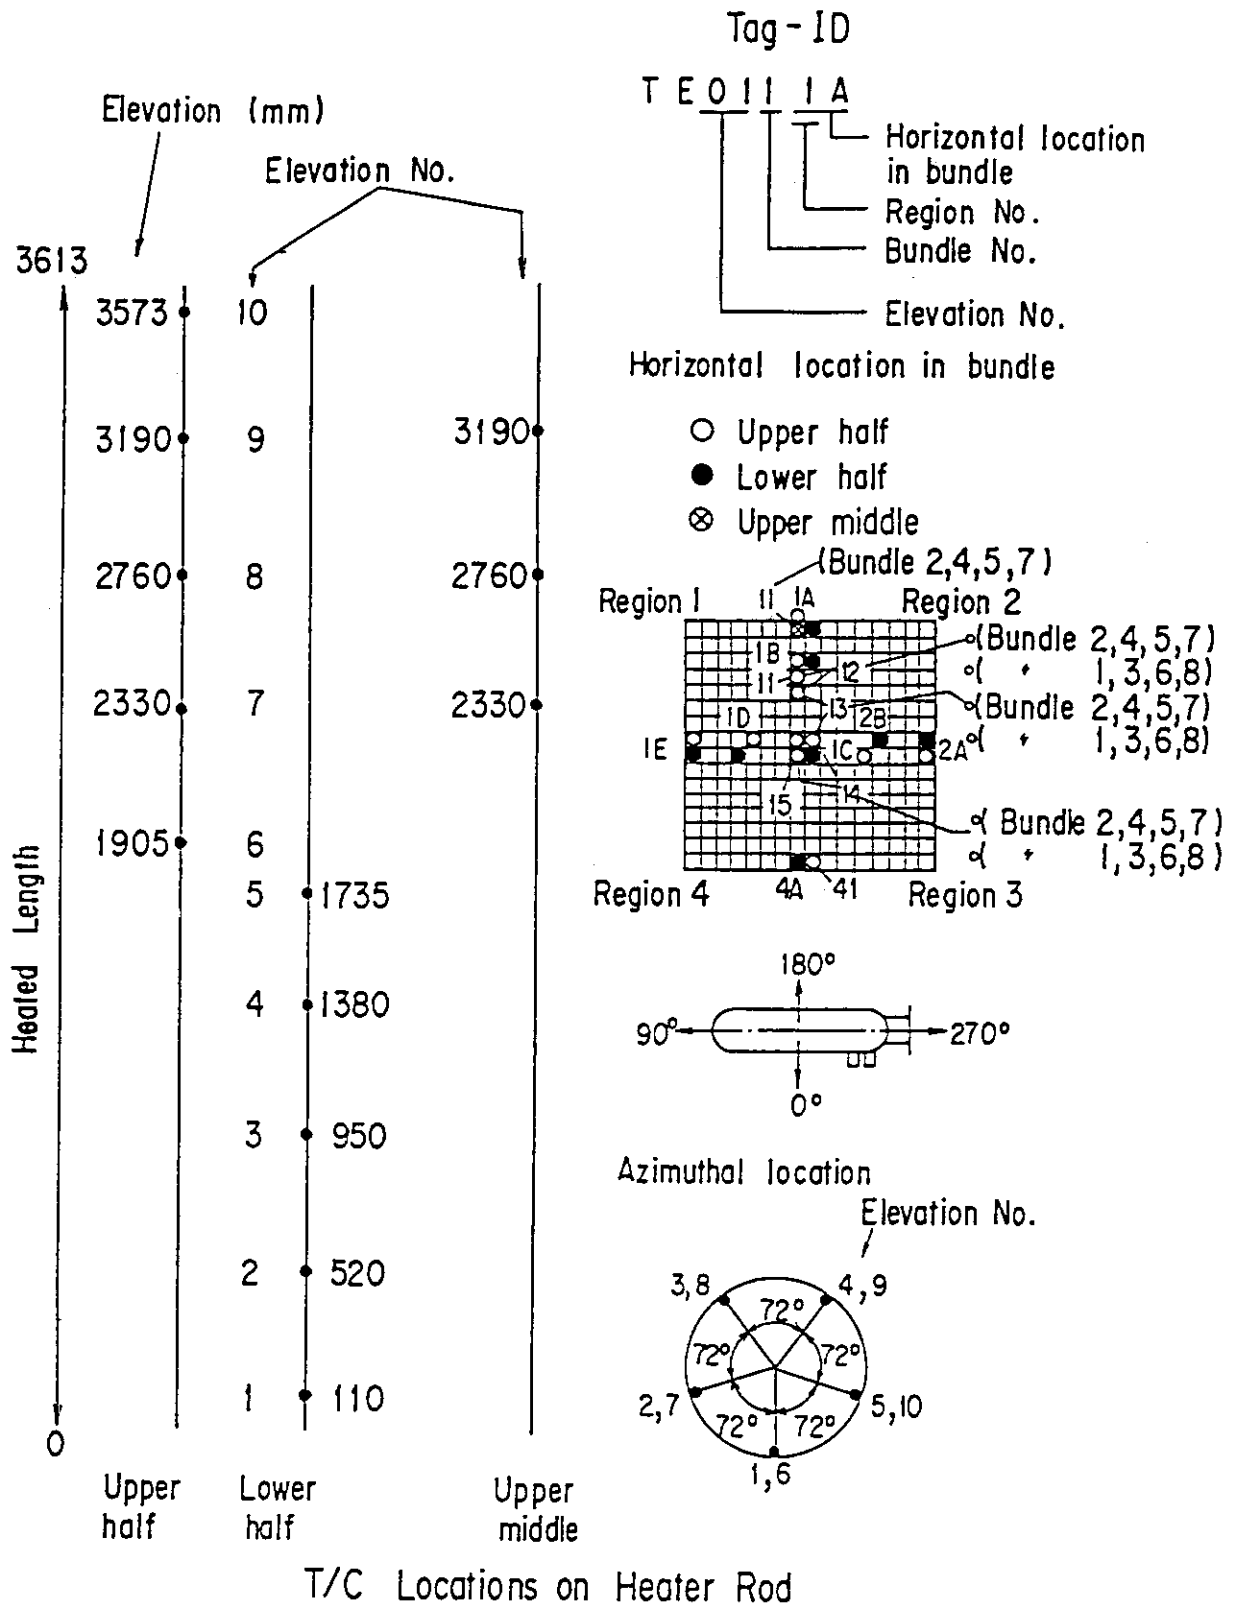 Tag-ID
T E 0 1 1 1 A
Horizontal location
in bundle
Region No.
Bundle No.
Elevation No.
Elevation (mm)
Elevation No.
3613
3573 10
3190 9 3190
2760 8 2760
2330 7 2330
1905 6
5 1735
4 1380
3 950
2 520
1 110
0
Heated Length
Upper half
Lower half
Upper middle
Horizontal location in bundle
○ Upper half
● Lower half
⊗ Upper middle
(Bundle 2,4,5,7)
Region 1 11 1A Region 2
1B 12 (Bundle 2,4,5,7)
11 ( 〃 1,3,6,8)
13 (Bundle 2,4,5,7)
1D 2B ( 〃 1,3,6,8)
1E 1C 2A
15 14
(Bundle 2,4,5,7)
( 〃 1,3,6,8)
Region 4 4A 41 Region 3
180°
90° 270°
0°
Azimuthal location
Elevation No.
3,8 4,9
72°
72° 72°
2,7 5,10
72° 72°
1,6
T/C Locations on Heater Rod